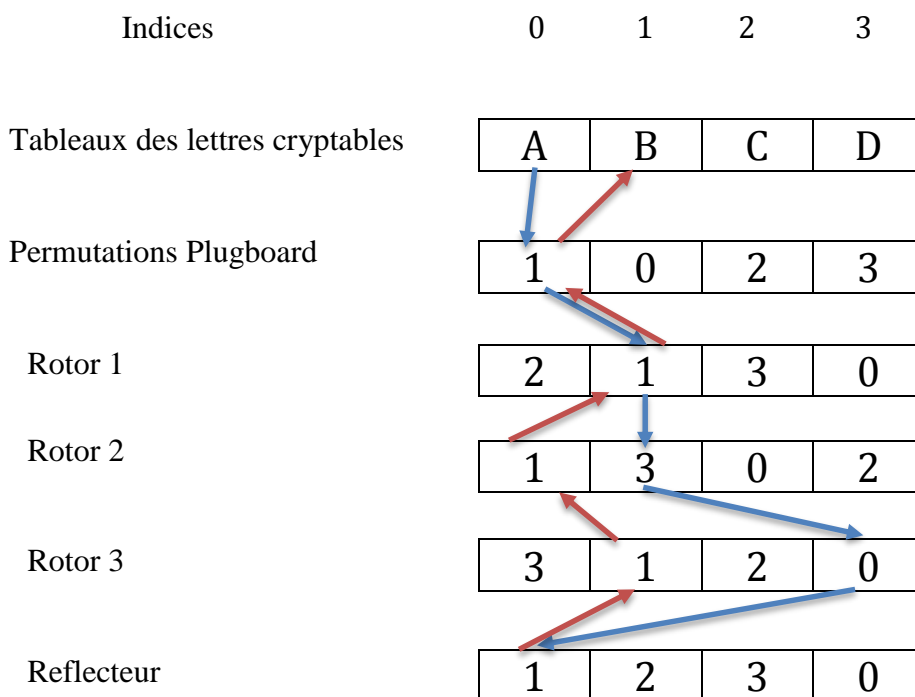 Indices 0 1 2 3
Tableaux des lettres cryptables A B C D
Permutations Plugboard 1 0 2 3
Rotor 1 2 1 3 0
Rotor 2 1 3 0 2
Rotor 3 3 1 2 0
Reflecteur 1 2 3 0